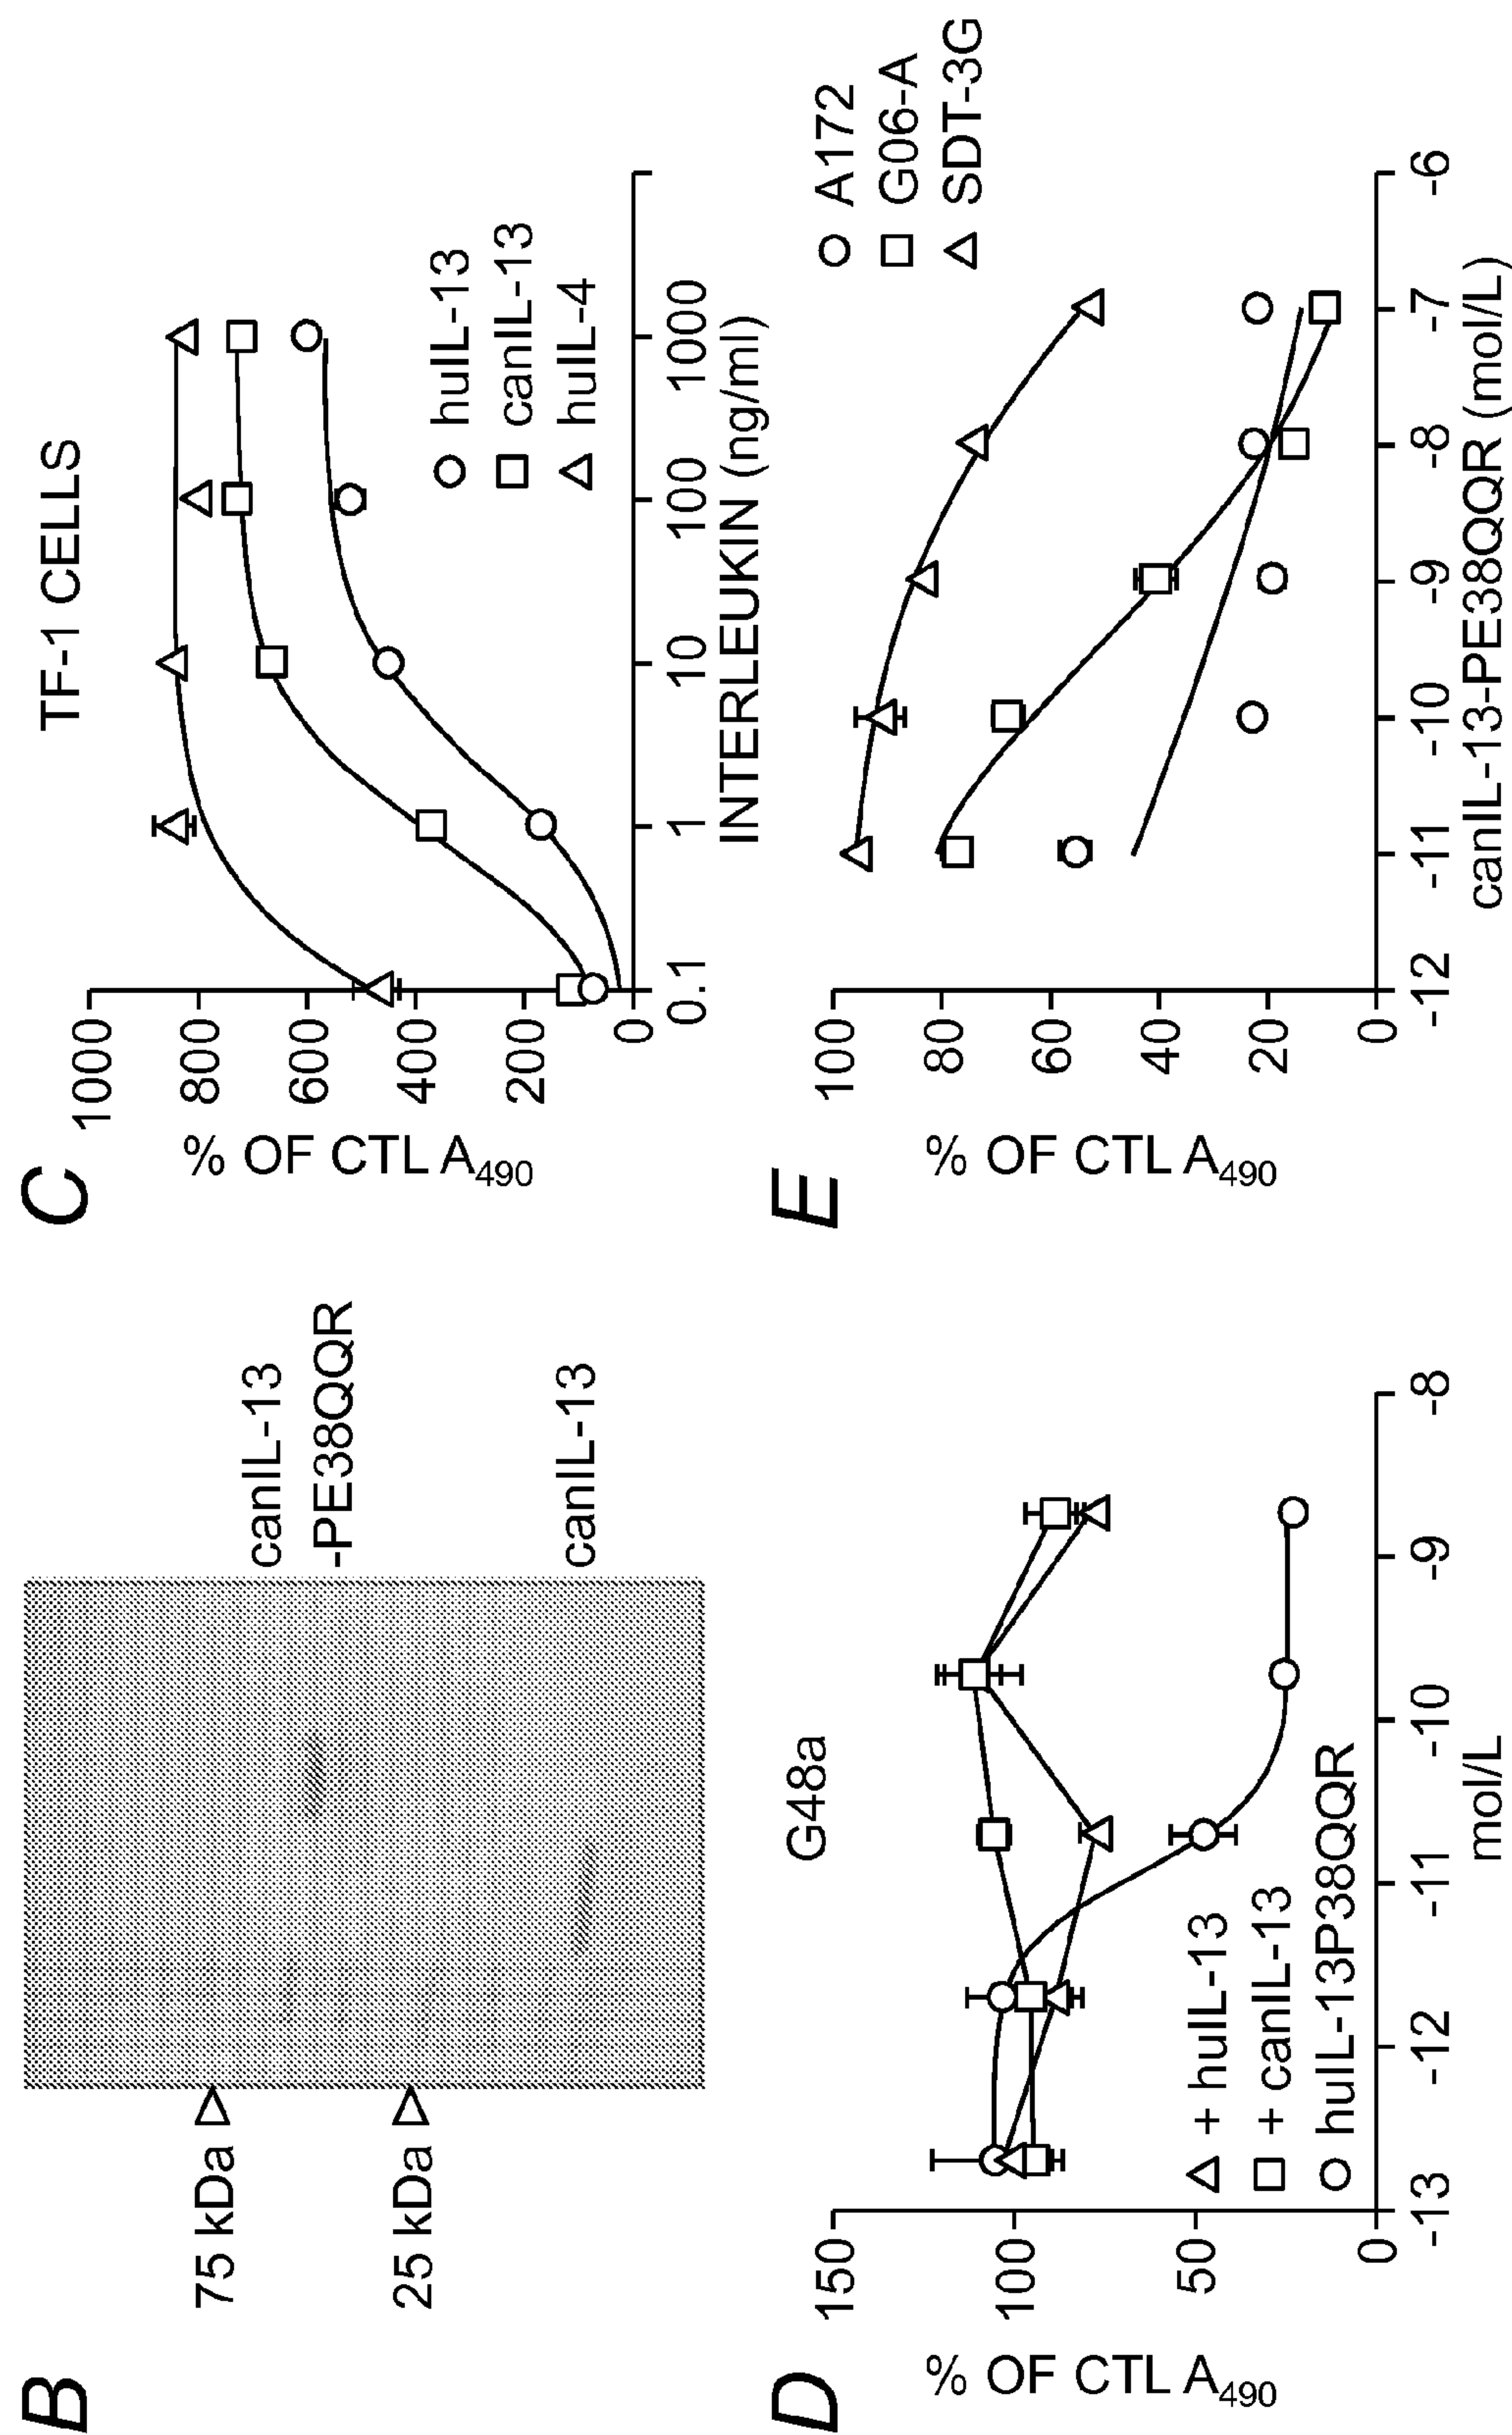 B
75 kDa
25 kDa
canIL-13
-PE38QQR
canIL-13
C
TF-1 CELLS
% OF CTL A490
1000
800
600
400
200
0
0.1 1 10 100 1000
INTERLEUKIN (ng/ml)
huIL-13
canIL-13
huIL-4
D
G48a
% OF CTL A490
150
100
50
0
-13 -12 -11 -10 -9 -8
mol/L
+ huIL-13
+ canIL-13
huIL-13P38QQR
E
% OF CTL A490
100
80
60
40
20
0
-12 -11 -10 -9 -8 -7 -6
canIL-13-PE38QQR (mol/L)
A172
G06-A
SDT-3G